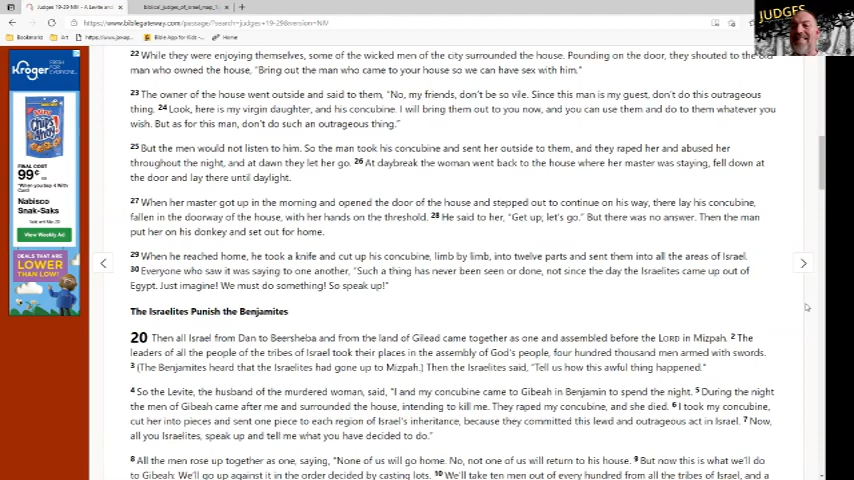 Judges 19-29 NIV - A Levite and
biblical_judges_of_israel_map_1
https://www.biblegateway.com/passage/?search=judges+19-29&version=NIV
Bookmarks
Art
Bible App for Kids -
Home
JUDGES
Kroger
FRESH FOR EVERYONE
mini
Chips Ahoy!
FINAL COST
99¢
Nabisco
Snak-Saks
Valid until Mar 26
View Weekly Ad
DEALS THAT ARE
LOWER
THAN LOW!
22 While they were enjoying themselves, some of the wicked men of the city surrounded the house. Pounding on the door, they shouted to the old
man who owned the house, “Bring out the man who came to your house so we can have sex with him.”
23 The owner of the house went outside and said to them, “No, my friends, don’t be so vile. Since this man is my guest, don’t do this outrageous
thing. 24 Look, here is my virgin daughter, and his concubine. I will bring them out to you now, and you can use them and do to them whatever you
wish. But as for this man, don’t do such an outrageous thing.”
25 But the men would not listen to him. So the man took his concubine and sent her outside to them, and they raped her and abused her
throughout the night, and at dawn they let her go. 26 At daybreak the woman went back to the house where her master was staying, fell down at
the door and lay there until daylight.
27 When her master got up in the morning and opened the door of the house and stepped out to continue on his way, there lay his concubine,
fallen in the doorway of the house, with her hands on the threshold. 28 He said to her, “Get up; let’s go.” But there was no answer. Then the man
put her on his donkey and set out for home.
29 When he reached home, he took a knife and cut up his concubine, limb by limb, into twelve parts and sent them into all the areas of Israel.
30 Everyone who saw it was saying to one another, “Such a thing has never been seen or done, not since the day the Israelites came up out of
Egypt. Just imagine! We must do something! So speak up!”
The Israelites Punish the Benjamites
20 Then all Israel from Dan to Beersheba and from the land of Gilead came together as one and assembled before the LORD in Mizpah. 2 The
leaders of all the people of the tribes of Israel took their places in the assembly of God’s people, four hundred thousand men armed with swords.
3 (The Benjamites heard that the Israelites had gone up to Mizpah.) Then the Israelites said, “Tell us how this awful thing happened.”
4 So the Levite, the husband of the murdered woman, said, “I and my concubine came to Gibeah in Benjamin to spend the night. 5 During the night
the men of Gibeah came after me and surrounded the house, intending to kill me. They raped my concubine, and she died. 6 I took my concubine,
cut her into pieces and sent one piece to each region of Israel’s inheritance, because they committed this lewd and outrageous act in Israel. 7 Now,
all you Israelites, speak up and tell me what you have decided to do.”
8 All the men rose up together as one, saying, “None of us will go home. No, not one of us will return to his house. 9 But now this is what we’ll do
to Gibeah: We’ll go up against it in the order decided by casting lots. 10 We’ll take ten men out of every hundred from all the tribes of Israel, and a